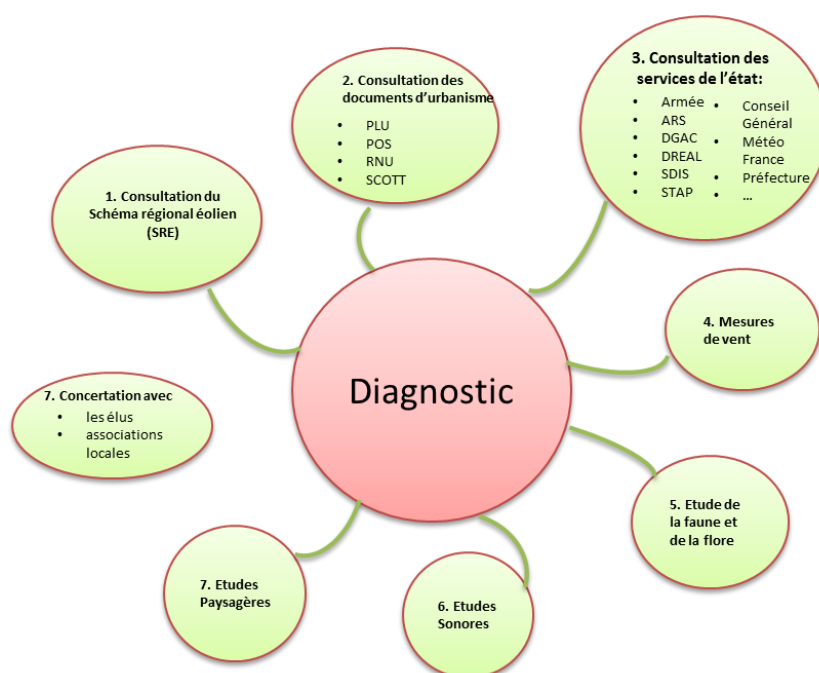 1. Consultation du
Schéma régional éolien
(SRE)
2. Consultation des
documents d'urbanisme
• PLU
• POS
• RNU
• SCOTT
3. Consultation des
services de l'état:
• Armée
• ARS
• DGAC
• DREAL
• SDIS
• STAP
• Conseil
Général
• Météo
France
• Préfecture
• ...
4. Mesures
de vent
5. Etude de
la faune et
de la flore
6. Etudes
Sonores
7. Etudes
Paysagères
7. Concertation avec
• les élus
• associations
locales
Diagnostic